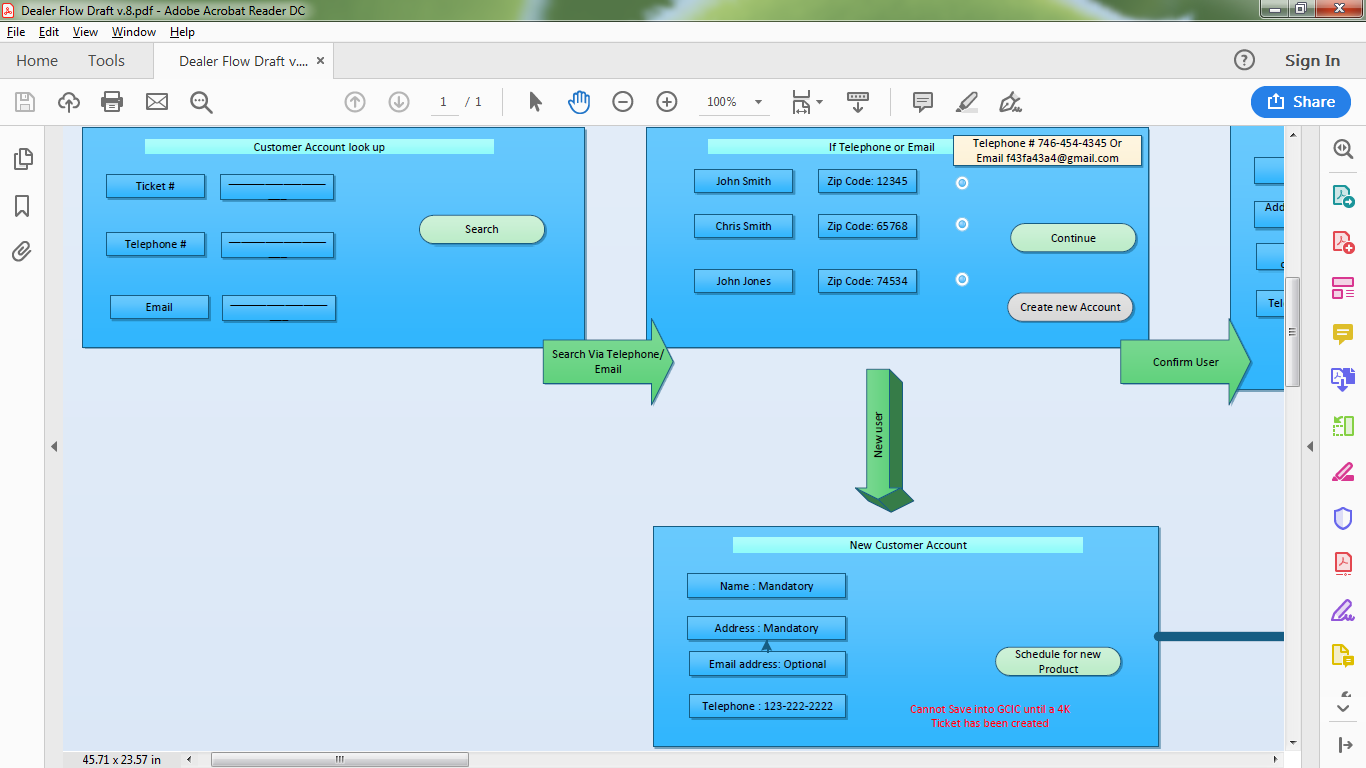 Dealer Flow Draft v.8.pdf - Adobe Acrobat Reader DC
File Edit View Window Help
Home Tools Dealer Flow Draft v.... ×
Sign In
1 / 1
100%
Share
Customer Account look up
Ticket #
Telephone #
Email
Search
Search Via Telephone/
Email
If Telephone or Email
Telephone # 746-454-4345 Or
Email f43fa43a4@gmail.com
John Smith Zip Code: 12345
Chris Smith Zip Code: 65768
John Jones Zip Code: 74534
Continue
Create new Account
Confirm User
Add
Tel
New user
New Customer Account
Name : Mandatory
Address : Mandatory
Email address: Optional
Telephone : 123-222-2222
Schedule for new
Product
Cannot Save into GCIC until a 4K
Ticket has been created
45.71 x 23.57 in